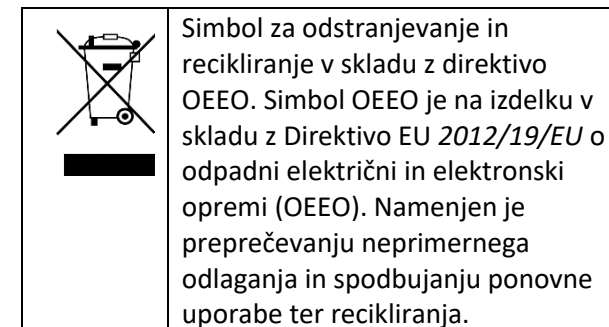 Simbol za odstranjevanje in
recikliranje v skladu z direktivo
OEEO. Simbol OEEO je na izdelku v
skladu z Direktivo EU 2012/19/EU o
odpadni električni in elektronski
opremi (OEEO). Namenjen je
preprečevanju neprimernega
odlaganja in spodbujanju ponovne
uporabe ter recikliranja.